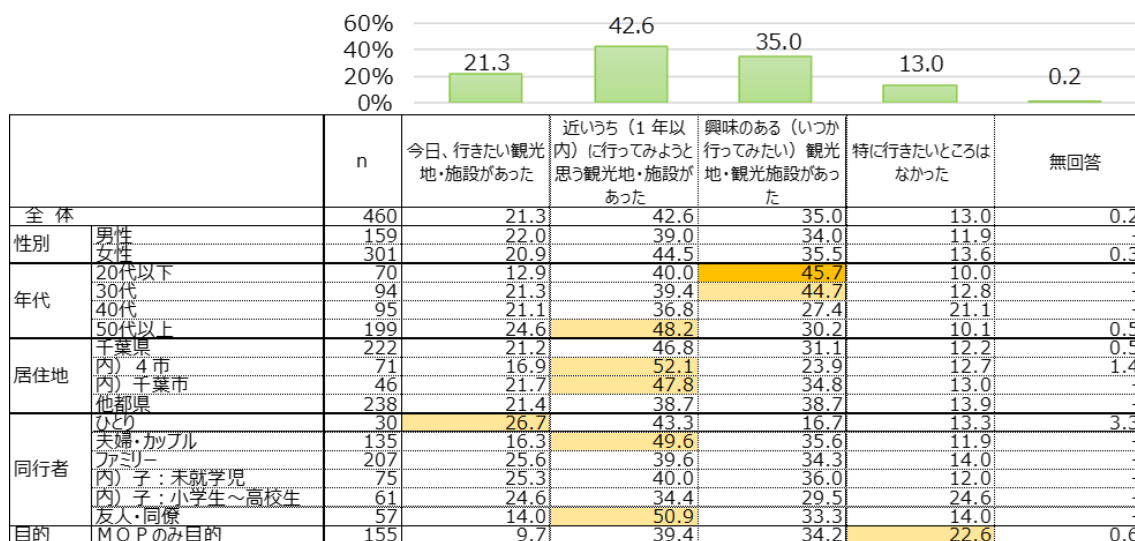 60%
40%
20%
0%
21.3 42.6 35.0 13.0 0.2
n
今日、行きたい観光
地・施設があった
近いうち（1 年以
内）に行ってみようと
思う観光地・施設が
あった
興味のある（いつか
行ってみたい）観光
地・観光施設があっ
た
特に行きたいところは
なかった
無回答
全 体 460 21.3 42.6 35.0 13.0 0.2
性別
男性 159 22.0 39.0 34.0 11.9 -
女性 301 20.9 44.5 35.5 13.6 0.3
年代
20代以下 70 12.9 40.0 45.7 10.0 -
30代 94 21.3 39.4 44.7 12.8 -
40代 95 21.1 36.8 27.4 21.1 -
50代以上 199 24.6 48.2 30.2 10.1 0.5
居住地
千葉県 222 21.2 46.8 31.1 12.2 0.5
内）４市 71 16.9 52.1 23.9 12.7 1.4
内）千葉市 46 21.7 47.8 34.8 13.0 -
他都県 238 21.4 38.7 38.7 13.9 -
同行者
ひとり 30 26.7 43.3 16.7 13.3 3.3
夫婦・カップル 135 16.3 49.6 35.6 11.9 -
ファミリー 207 25.6 39.6 34.3 14.0 -
内）子：未就学児 75 25.3 40.0 36.0 12.0 -
内）子：小学生～高校生 61 24.6 34.4 29.5 24.6 -
友人・同僚 57 14.0 50.9 33.3 14.0 -
目的 ＭＯＰのみ目的 155 9.7 39.4 34.2 22.6 0.6